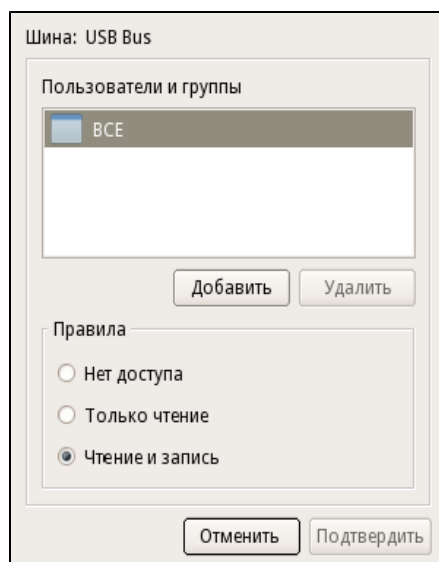 Шина: USB Bus
Пользователи и группы
ВСЕ
Добавить
Удалить
Правила
Нет доступа
Только чтение
Чтение и запись
Отменить
Подтвердить